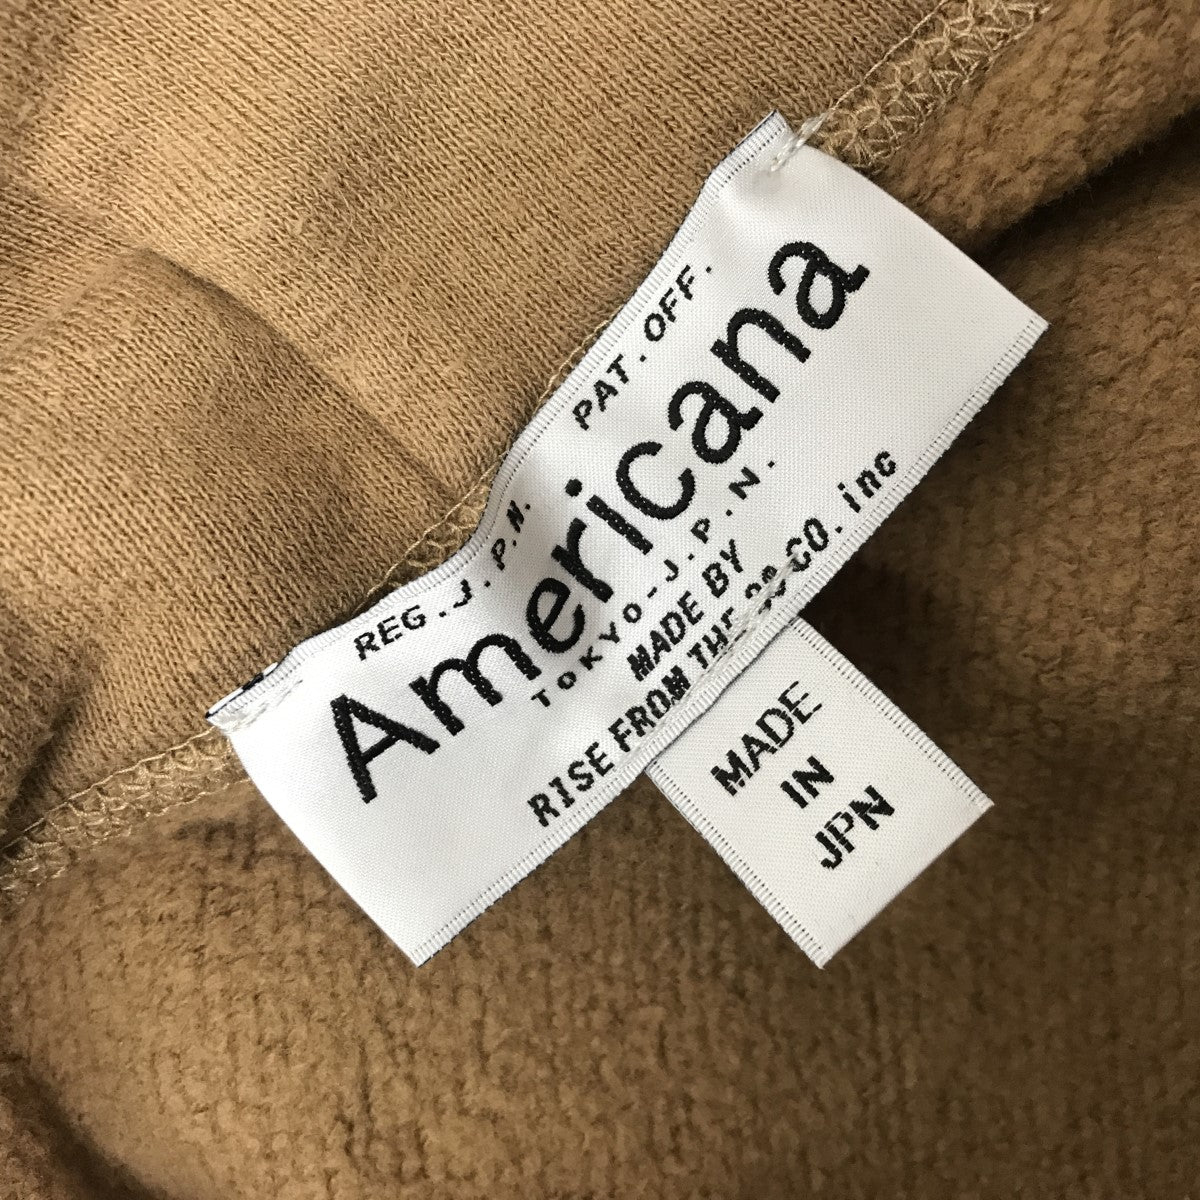 REG.J.P.N. PAT.OFF.
Americana
TOKYO-J.P.N.
MADE BY
RISE FROM THE CO.inc
MADE
IN
JPN